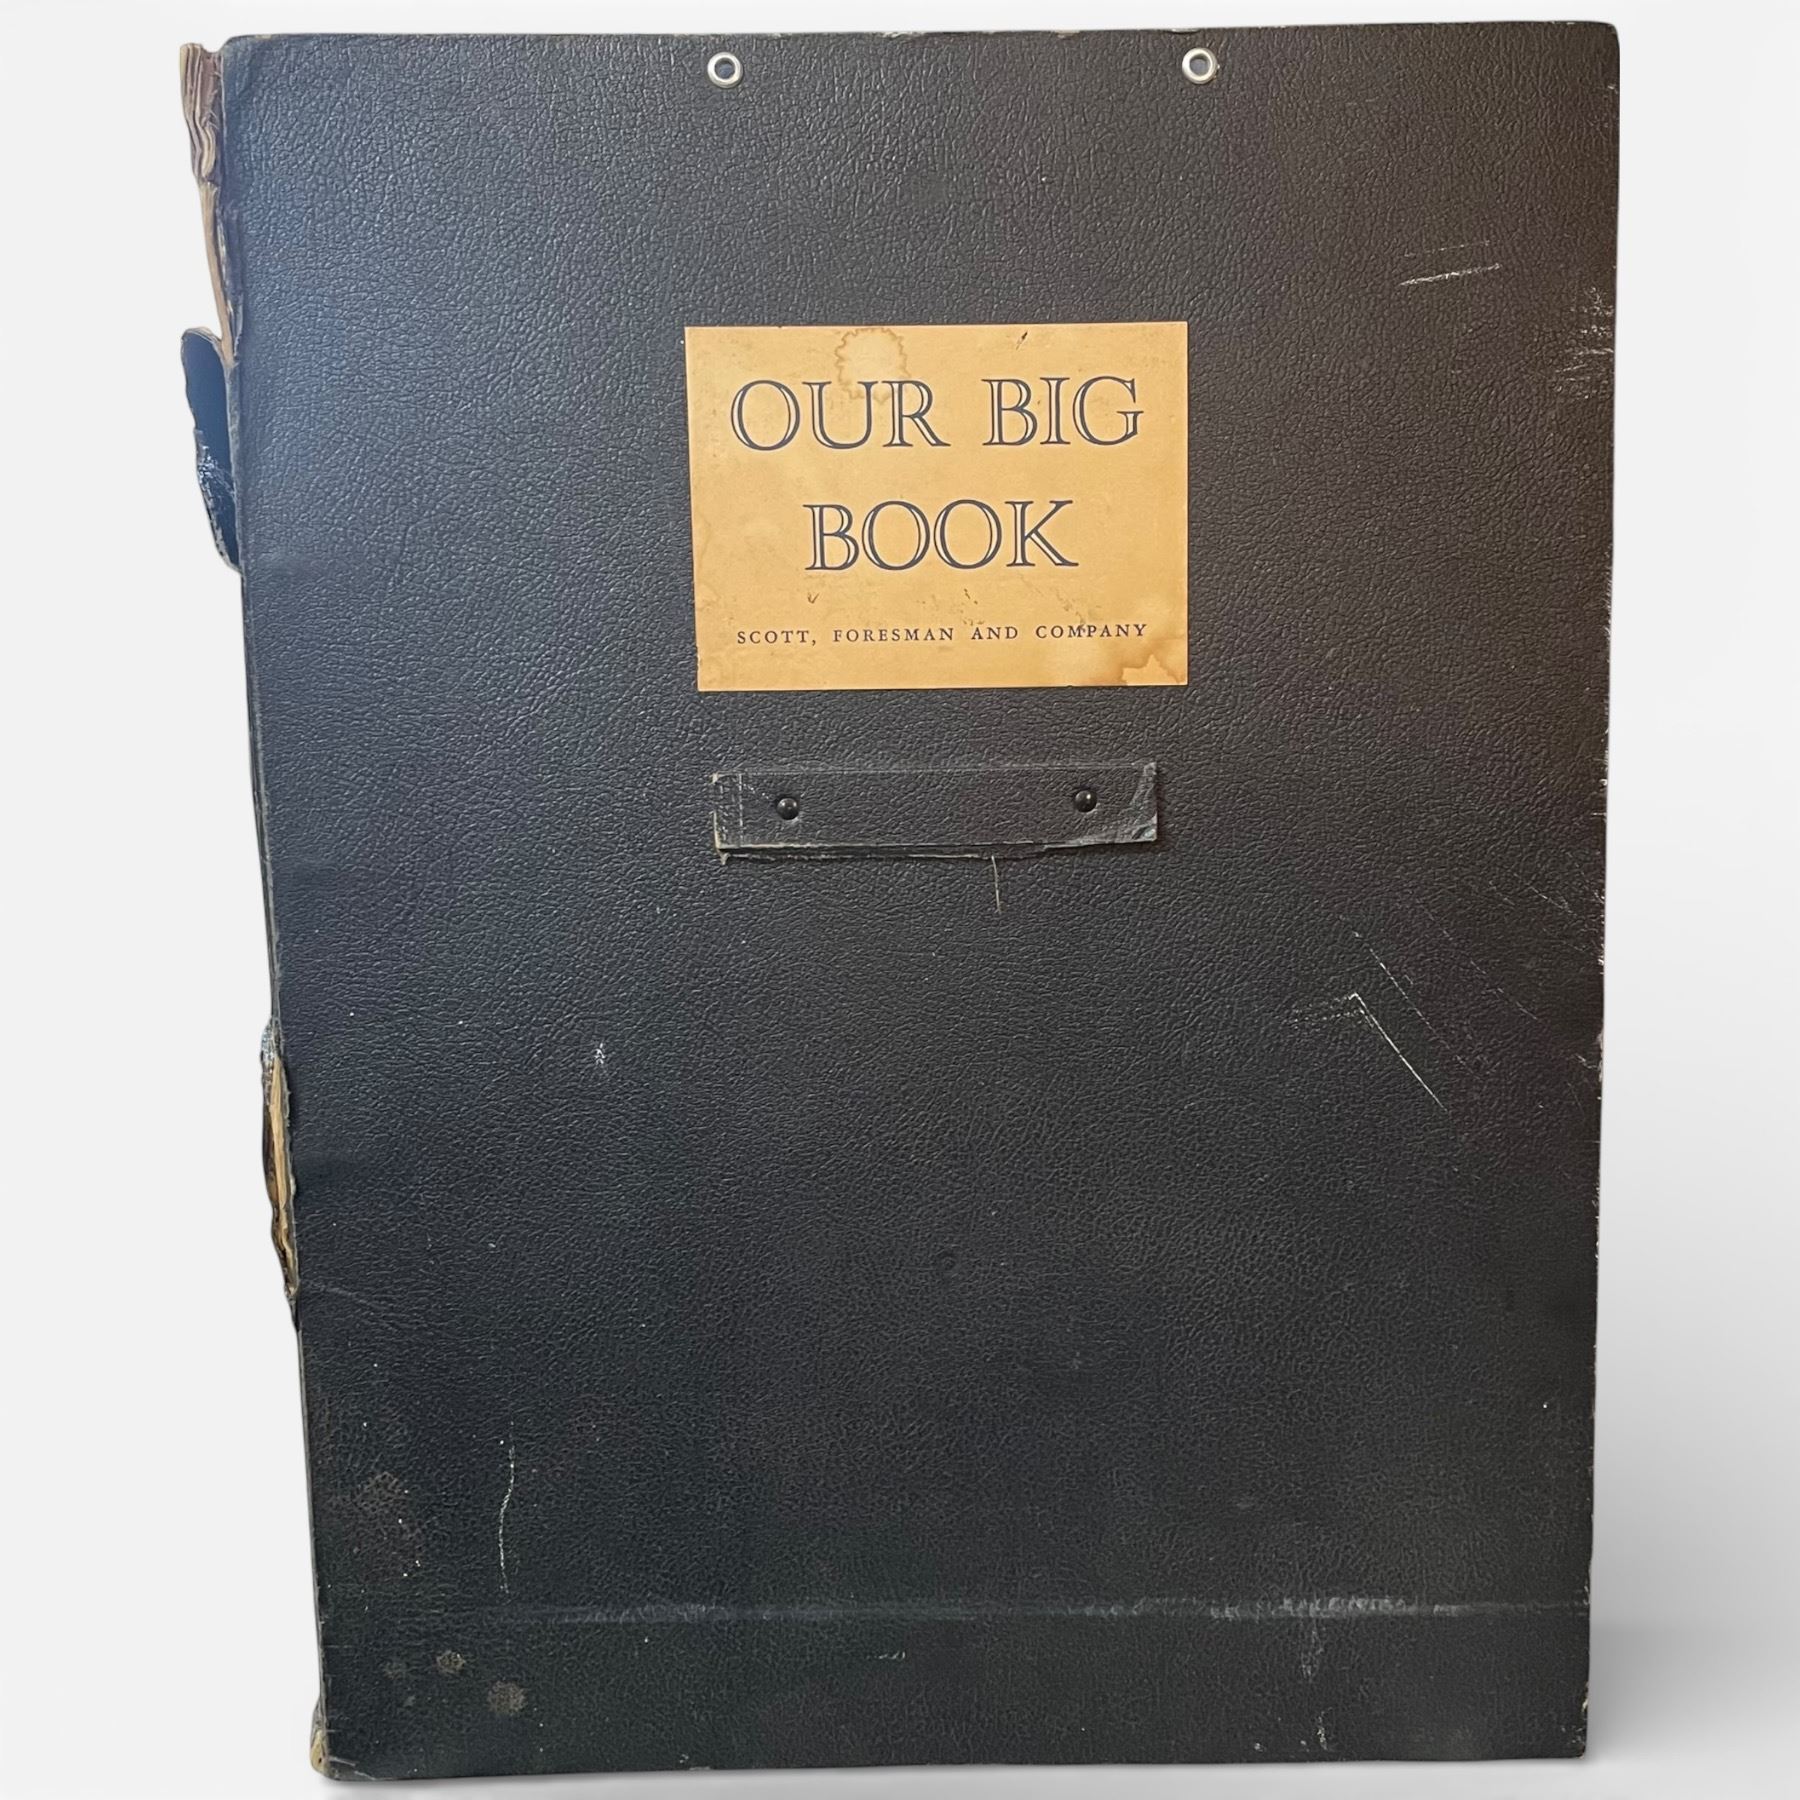 OUR BIG
BOOK
SCOTT, FORESMAN AND COMPANY